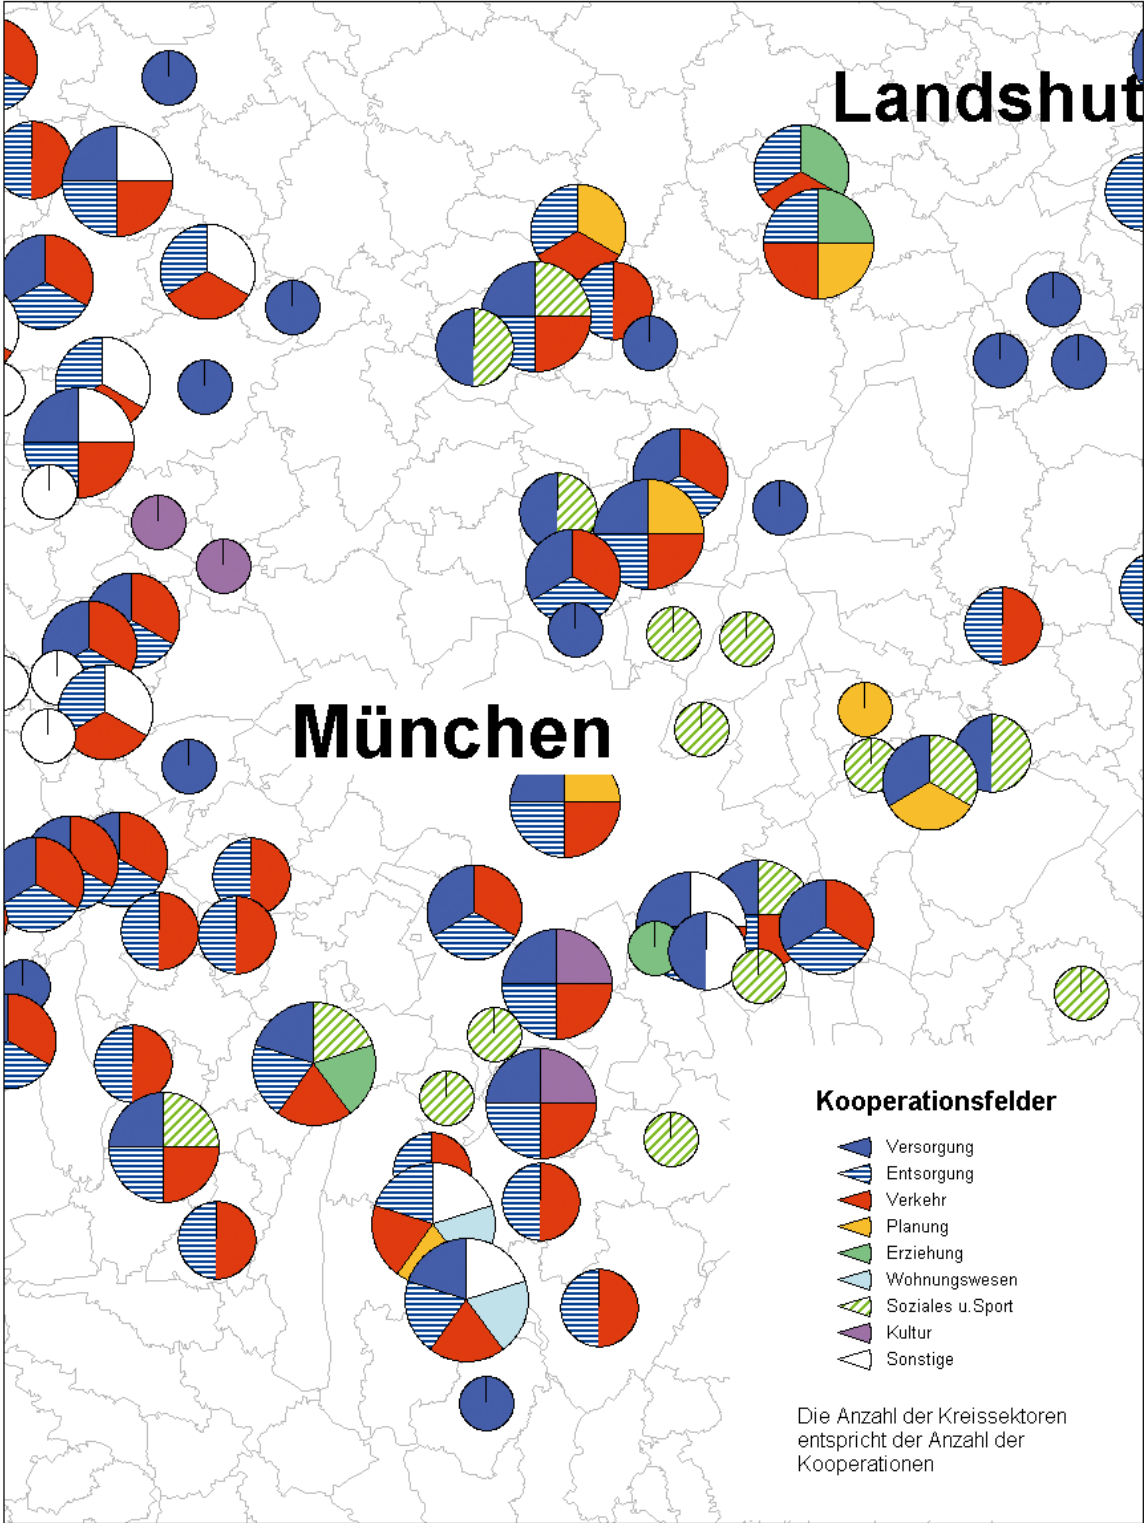 Landshut
München
Kooperationsfelder
Versorgung
Entsorgung
Verkehr
Planung
Erziehung
Wohnungswesen
Soziales u.Sport
Kultur
Sonstige
Die Anzahl der Kreissektoren
entspricht der Anzahl der
Kooperationen